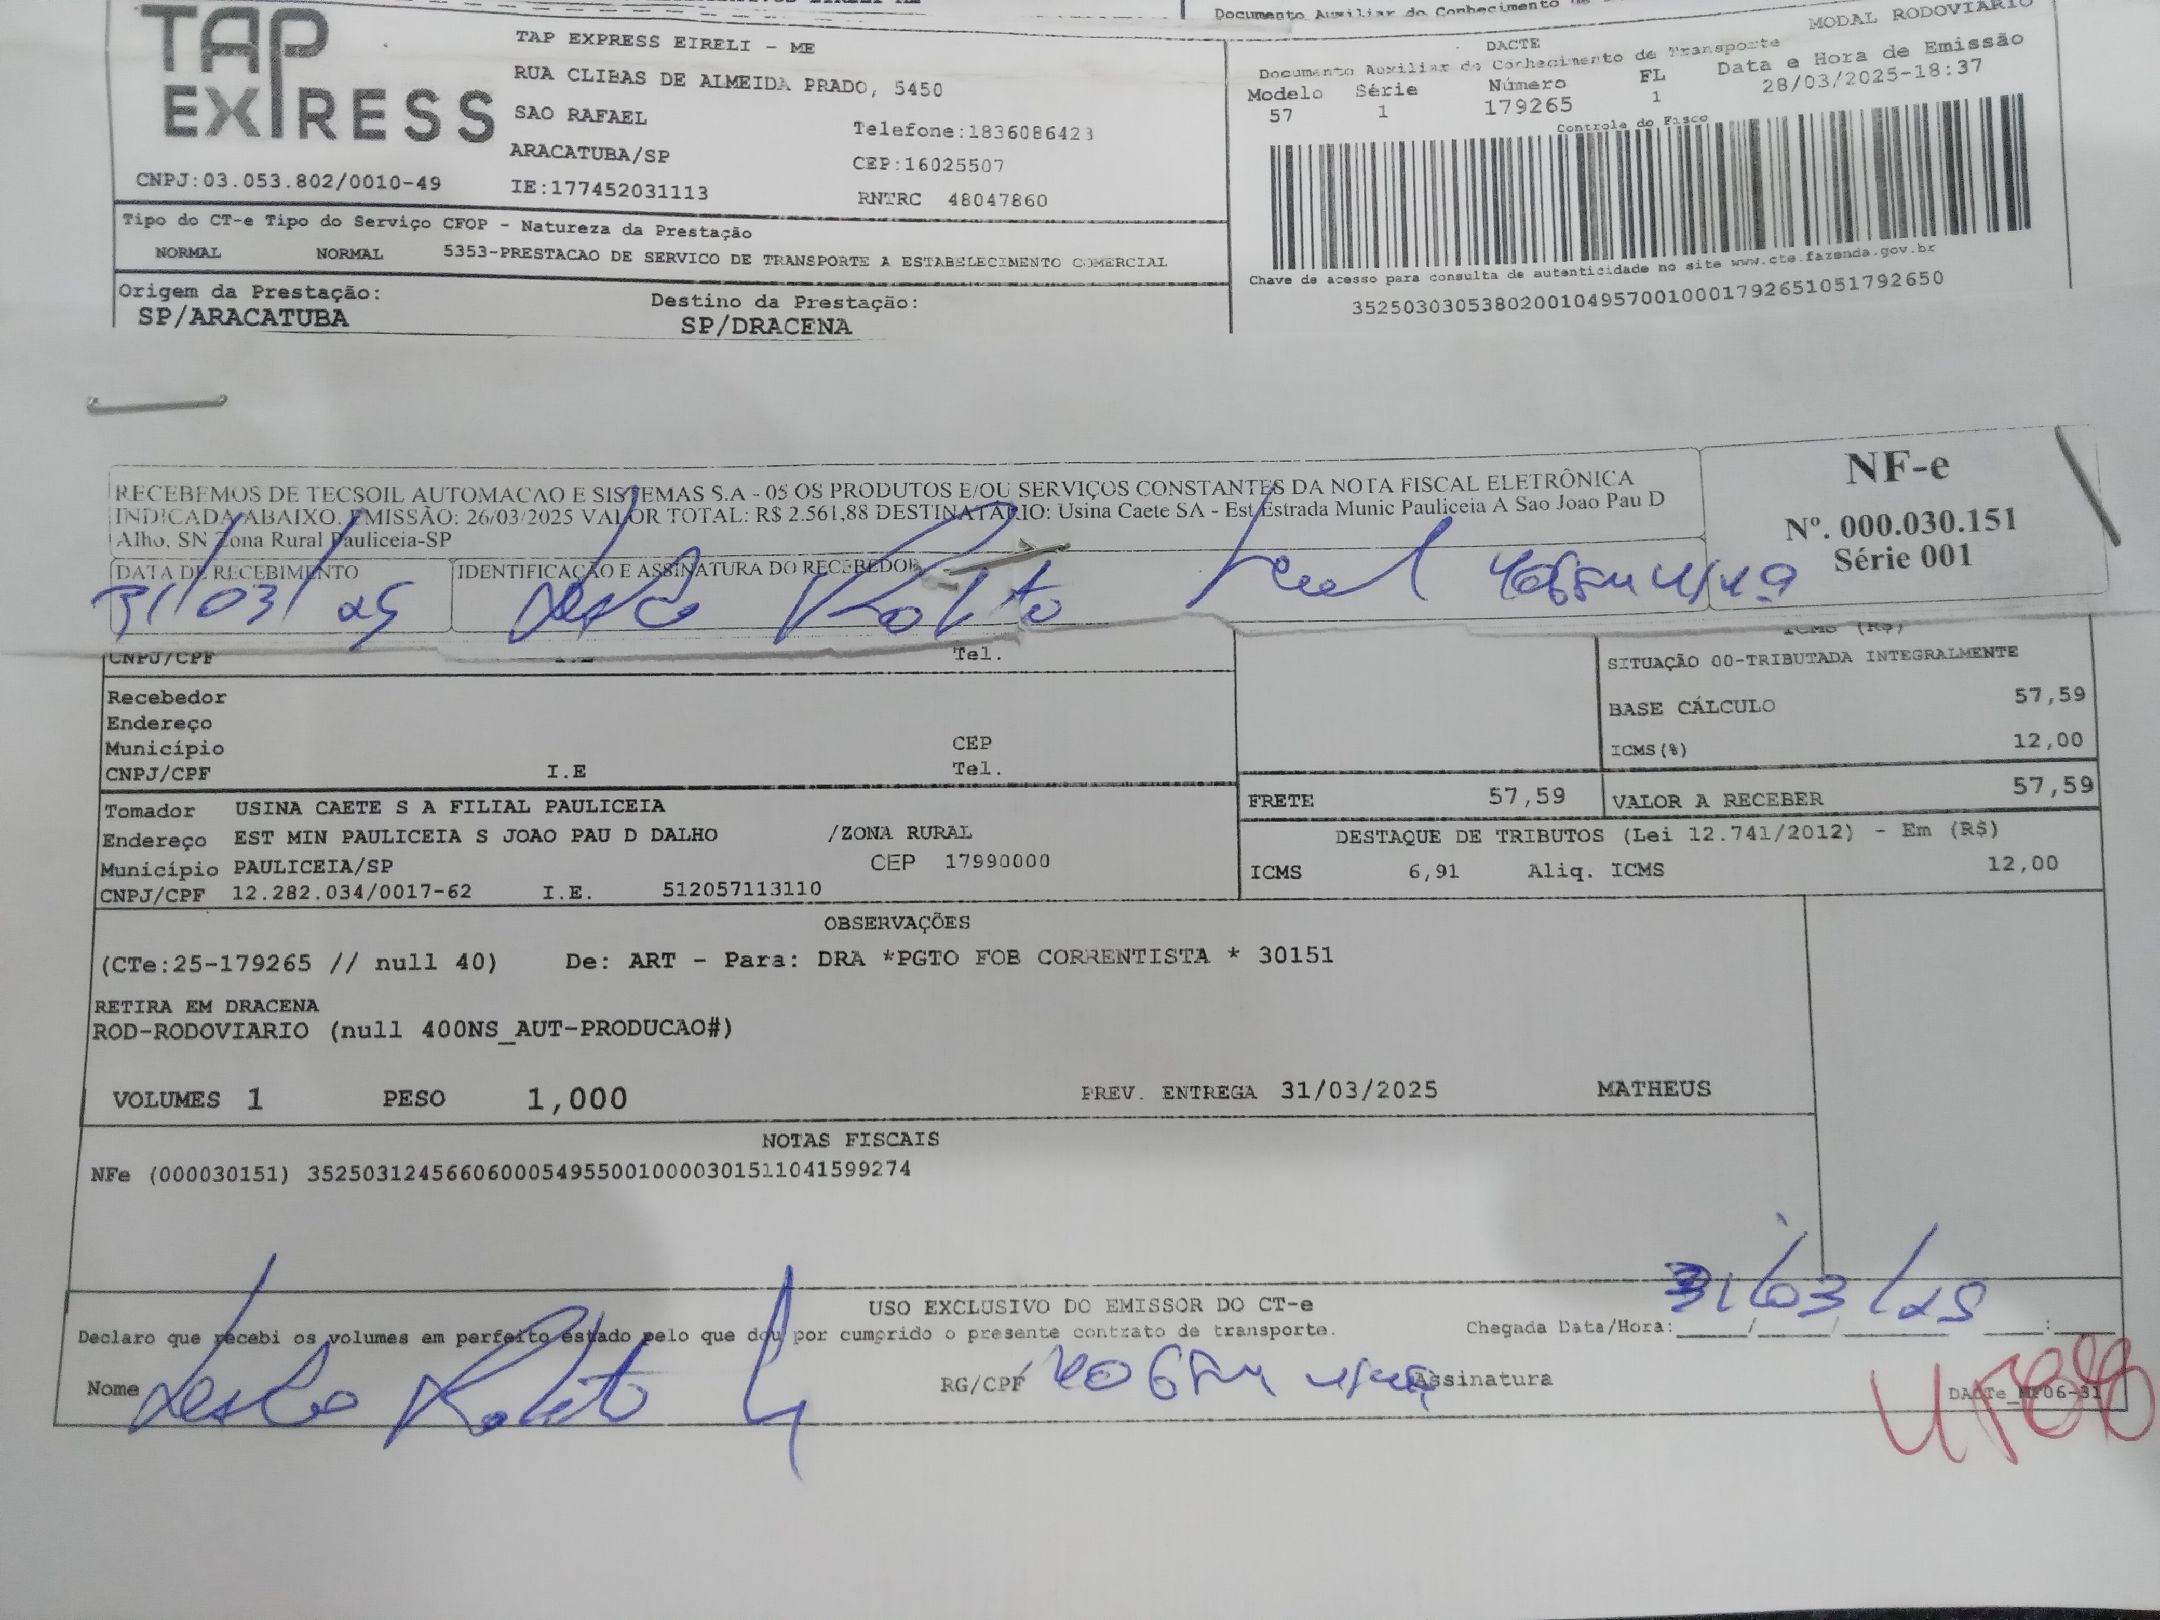 Documento Auxiliar do Conhecimento
MODAL RODOVIÁRIO
TAP
EXPRESS
CNPJ:03.053.802/0010-49
TAP EXPRESS EIRELI - ME
RUA CLIBAS DE ALMEIDA PRADO, 5450
SAO RAFAEL
Telefone:1836086423
ARACATUBA/SP
CEP:16025507
IE:177452031113
RNTRC 48047860
DACTE
Documento Auxiliar do Conhecimento de Transporte
Modelo Série Número FL Data e Hora de Emissão
57 1 179265 1 28/03/2025-18:37
Controle do Fisco
Chave de acesso para consulta de autenticidade no site www.cte.fazenda.gov.br
35250303053802001049570010001792651051792650
Tipo do CT-e Tipo do Serviço CFOP - Natureza da Prestação
NORMAL NORMAL 5353-PRESTACAO DE SERVICO DE TRANSPORTE A ESTABELECIMENTO COMERCIAL
Origem da Prestação: Destino da Prestação:
SP/ARACATUBA SP/DRACENA
RECEBEMOS DE TECSOIL AUTOMACAO E SISTEMAS S.A - 05 OS PRODUTOS E/OU SERVIÇOS CONSTANTES DA NOTA FISCAL ELETRÔNICA
INDICADA ABAIXO. EMISSÃO: 26/03/2025 VALOR TOTAL: R$ 2.561,88 DESTINATÁRIO: Usina Caete SA - Est Estrada Munic Pauliceia A Sao Joao Pau D
Alho, SN Zona Rural Pauliceia-SP
NF-e
Nº. 000.030.151
Série 001
DATA DE RECEBIMENTO IDENTIFICAÇÃO E ASSINATURA DO RECEBEDOR
31/03/25
CNPJ/CPF I.E Tel.
Recebedor
Endereço
Município CEP
CNPJ/CPF I.E Tel.
ICMS (R$)
SITUAÇÃO 00-TRIBUTADA INTEGRALMENTE
BASE CÁLCULO 57,59
ICMS(%) 12,00
FRETE 57,59 VALOR A RECEBER 57,59
DESTAQUE DE TRIBUTOS (Lei 12.741/2012) - Em (R$)
ICMS 6,91 Aliq. ICMS 12,00
Tomador USINA CAETE S A FILIAL PAULICEIA
Endereço EST MIN PAULICEIA S JOAO PAU D DALHO /ZONA RURAL
Município PAULICEIA/SP CEP 17990000
CNPJ/CPF 12.282.034/0017-62 I.E. 512057113110
OBSERVAÇÕES
(CTe:25-179265 // null 40) De: ART - Para: DRA *PGTO FOB CORRENTISTA * 30151
RETIRA EM DRACENA
ROD-RODOVIARIO (null 400NS_AUT-PRODUCAO#)
VOLUMES 1 PESO 1,000 PREV. ENTREGA 31/03/2025 MATHEUS
NOTAS FISCAIS
NFe (000030151) 35250312456606000549550010000301511041599274
USO EXCLUSIVO DO EMISSOR DO CT-e
Declaro que recebi os volumes em perfeito estado pelo que dou por cumprido o presente contrato de transporte. Chegada Data/Hora: 31/03/25
Nome RG/CPF Assinatura